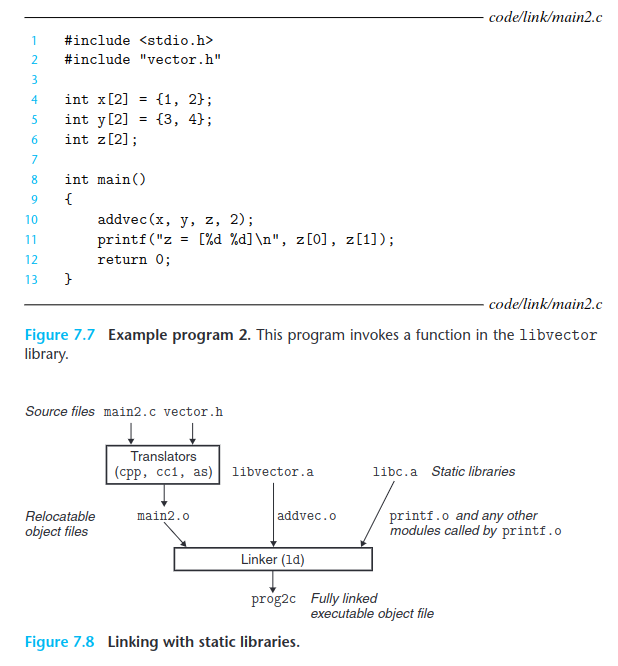 code/link/main2.c
1 #include <stdio.h>
2 #include "vector.h"
3
4 int x[2] = {1, 2};
5 int y[2] = {3, 4};
6 int z[2];
7
8 int main()
9 {
10 addvec(x, y, z, 2);
11 printf("z = [%d %d]\n", z[0], z[1]);
12 return 0;
13 }
code/link/main2.c
Figure 7.7 Example program 2. This program invokes a function in the libvector
library.
Source files main2.c vector.h
Translators
(cpp, cc1, as) libvector.a libc.a Static libraries
Relocatable main2.o addvec.o printf.o and any other
object files modules called by printf.o
Linker (ld)
prog2c Fully linked
executable object file
Figure 7.8 Linking with static libraries.